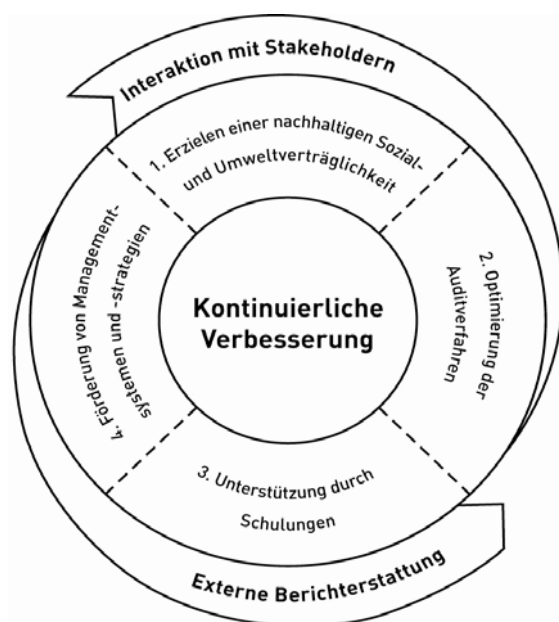 Interaktion mit Stakeholdern
1. Erzielen einer nachhaltigen Sozial-
und Umweltverträglichkeit
2. Optimierung der
Auditverfahren
3. Unterstützung durch
Schulungen
4. Förderung von Management-
systemen und -strategien
Kontinuierliche
Verbesserung
Externe Berichterstattung